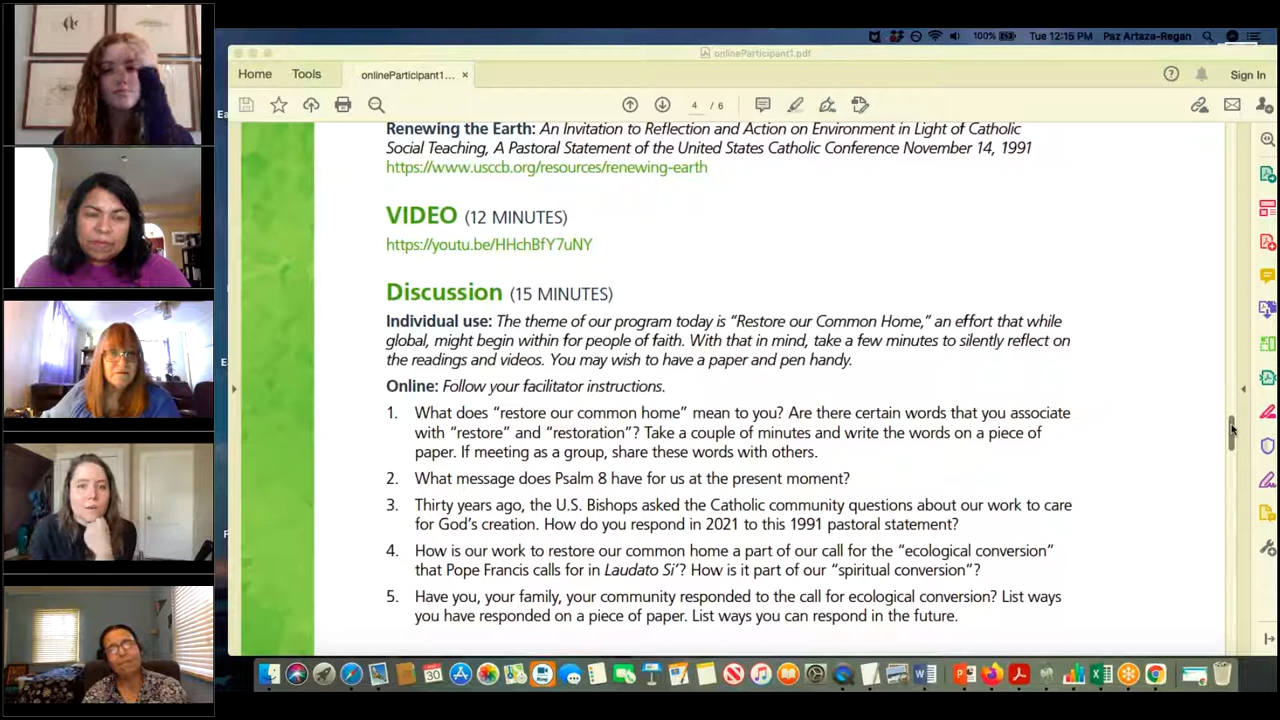 100%
Tue 12:15 PM
Paz Artaza-Regan
onlineParticipant1.pdf
Home
Tools
onlineParticipant1...
×
Sign In
4 / 6
Renewing the Earth: An Invitation to Reflection and Action on Environment in Light of Catholic
Social Teaching, A Pastoral Statement of the United States Catholic Conference November 14, 1991
https://www.usccb.org/resources/renewing-earth
VIDEO (12 MINUTES)
https://youtu.be/HHchBfY7uNY
Discussion (15 MINUTES)
Individual use: The theme of our program today is “Restore our Common Home,” an effort that while
global, might begin within for people of faith. With that in mind, take a few minutes to silently reflect on
the readings and videos. You may wish to have a paper and pen handy.
Online: Follow your facilitator instructions.
1. What does “restore our common home” mean to you? Are there certain words that you associate
with “restore” and “restoration”? Take a couple of minutes and write the words on a piece of
paper. If meeting as a group, share these words with others.
2. What message does Psalm 8 have for us at the present moment?
3. Thirty years ago, the U.S. Bishops asked the Catholic community questions about our work to care
for God’s creation. How do you respond in 2021 to this 1991 pastoral statement?
4. How is our work to restore our common home a part of our call for the “ecological conversion”
that Pope Francis calls for in Laudato Si’? How is it part of our “spiritual conversion”?
5. Have you, your family, your community responded to the call for ecological conversion? List ways
you have responded on a piece of paper. List ways you can respond in the future.
30